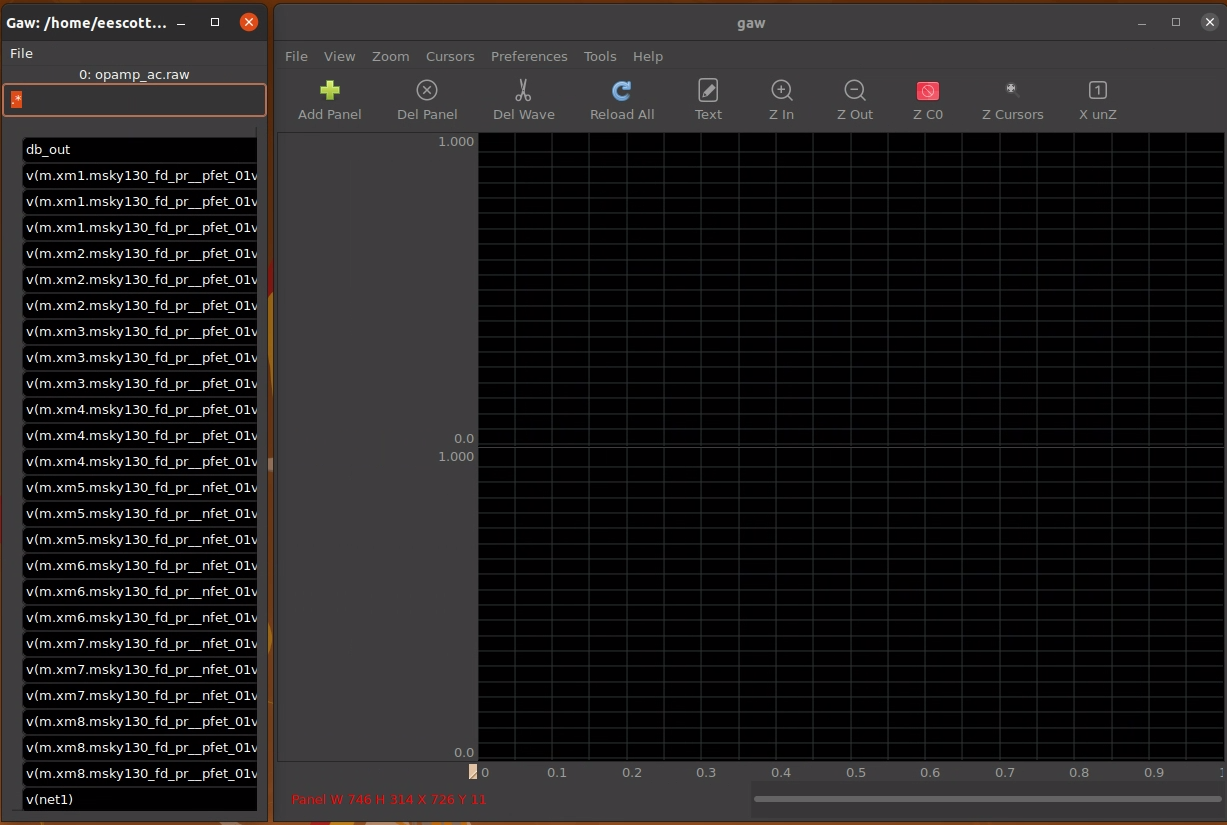 Gaw: /home/eescott...
File
0: opamp_ac.raw
.*
db_out
v(m.xm1.msky130_fd_pr__pfet_01v
v(m.xm1.msky130_fd_pr__pfet_01v
v(m.xm1.msky130_fd_pr__pfet_01v
v(m.xm2.msky130_fd_pr__pfet_01v
v(m.xm2.msky130_fd_pr__pfet_01v
v(m.xm2.msky130_fd_pr__pfet_01v
v(m.xm3.msky130_fd_pr__pfet_01v
v(m.xm3.msky130_fd_pr__pfet_01v
v(m.xm3.msky130_fd_pr__pfet_01v
v(m.xm4.msky130_fd_pr__pfet_01v
v(m.xm4.msky130_fd_pr__pfet_01v
v(m.xm4.msky130_fd_pr__pfet_01v
v(m.xm5.msky130_fd_pr__nfet_01v
v(m.xm5.msky130_fd_pr__nfet_01v
v(m.xm5.msky130_fd_pr__nfet_01v
v(m.xm6.msky130_fd_pr__nfet_01v
v(m.xm6.msky130_fd_pr__nfet_01v
v(m.xm6.msky130_fd_pr__nfet_01v
v(m.xm7.msky130_fd_pr__nfet_01v
v(m.xm7.msky130_fd_pr__nfet_01v
v(m.xm7.msky130_fd_pr__nfet_01v
v(m.xm8.msky130_fd_pr__pfet_01v
v(m.xm8.msky130_fd_pr__pfet_01v
v(m.xm8.msky130_fd_pr__pfet_01v
v(net1)
gaw
File View Zoom Cursors Preferences Tools Help
Add Panel Del Panel Del Wave Reload All Text Z In Z Out Z C0 Z Cursors X unZ
1.000
0.0
1.000
0.0
0 0.1 0.2 0.3 0.4 0.5 0.6 0.7 0.8 0.9
Panel W 746 H 314 X 726 Y 11